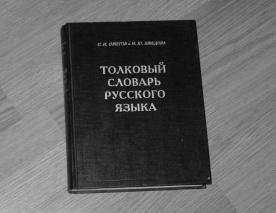 С. И. ОЖЕГОВ и Н. Ю. ШВЕДОВА
ТОЛКОВЫЙ
СЛОВАРЬ
РУССКОГО
ЯЗЫКА